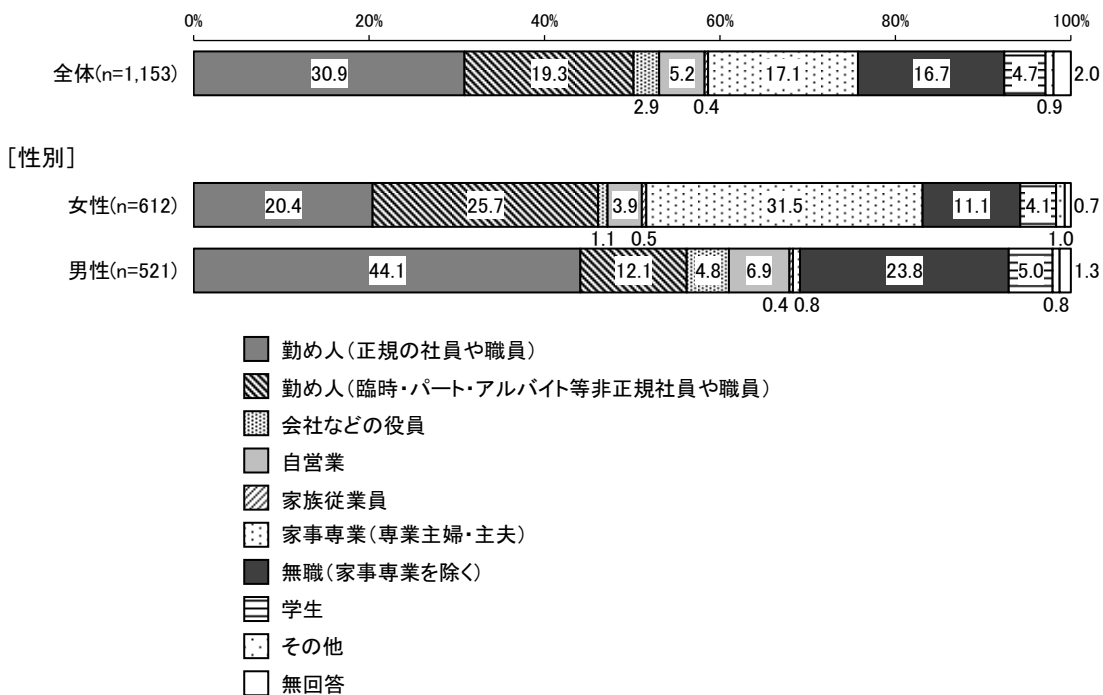 0% 20% 40% 60% 80% 100%
全体(n=1,153) 30.9 19.3 5.2 17.1 16.7 4.7 2.0
2.9 0.4 0.9
[性別]
女性(n=612) 20.4 25.7 3.9 31.5 11.1 4.1 0.7
1.1 0.5 1.0
男性(n=521) 44.1 12.1 4.8 6.9 23.8 5.0 1.3
0.4 0.8 0.8
勤め人(正規の社員や職員)
勤め人(臨時・パート・アルバイト等非正規社員や職員)
会社などの役員
自営業
家族従業員
家事専業(専業主婦・主夫)
無職(家事専業を除く)
学生
その他
無回答